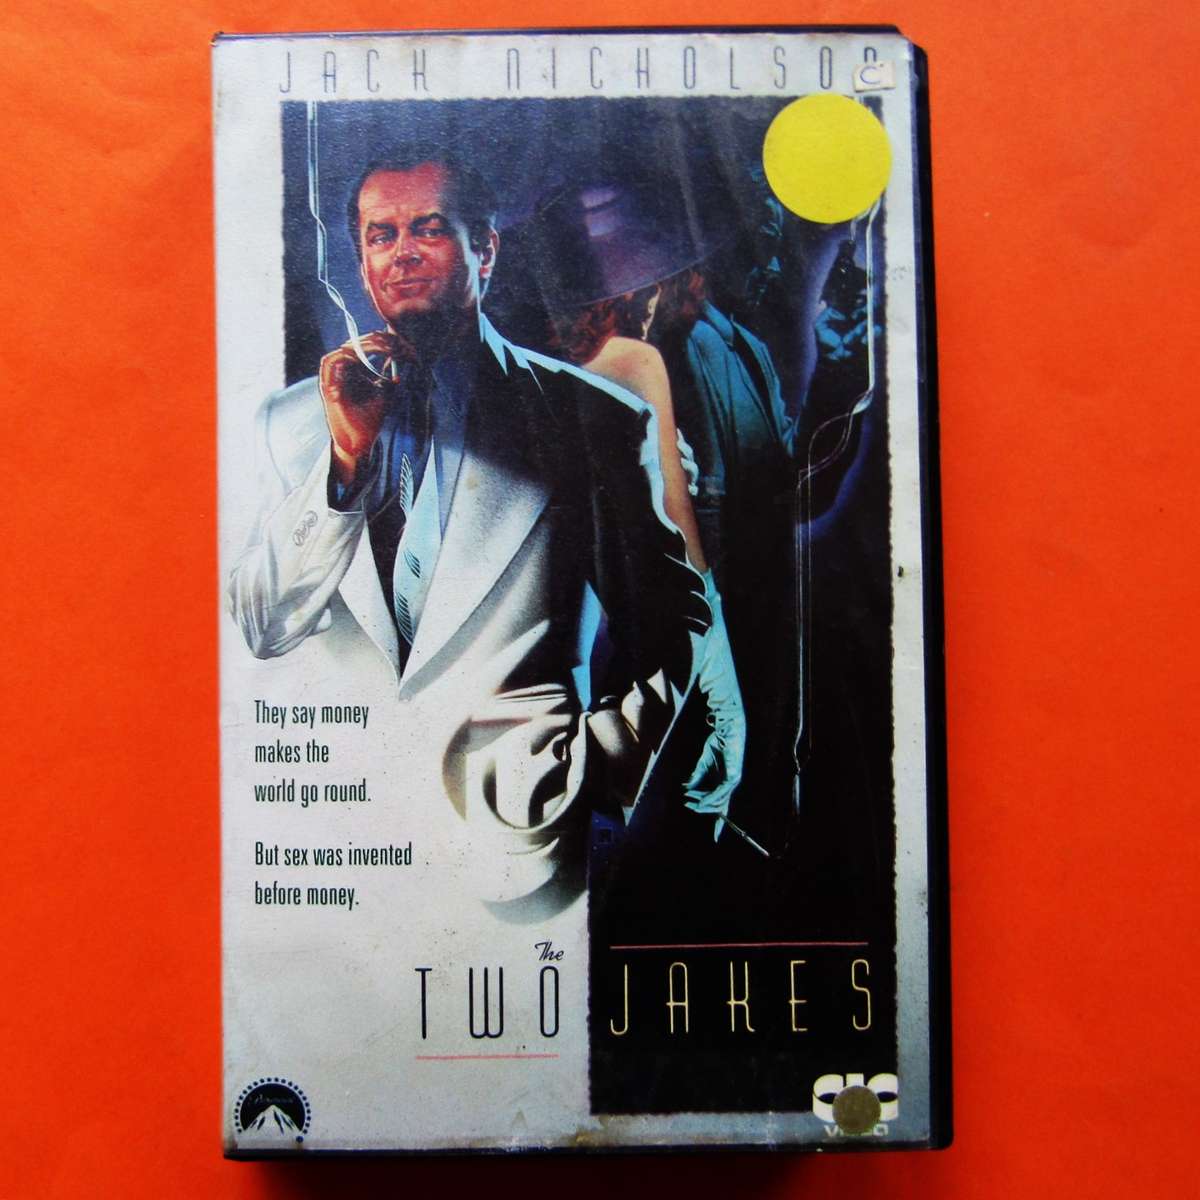 JACK NICHOLSON
C
They say money
makes the
world go round.
But sex was invented
before money.
The
TWO JAKES
Paramount
CIC
VIDEO